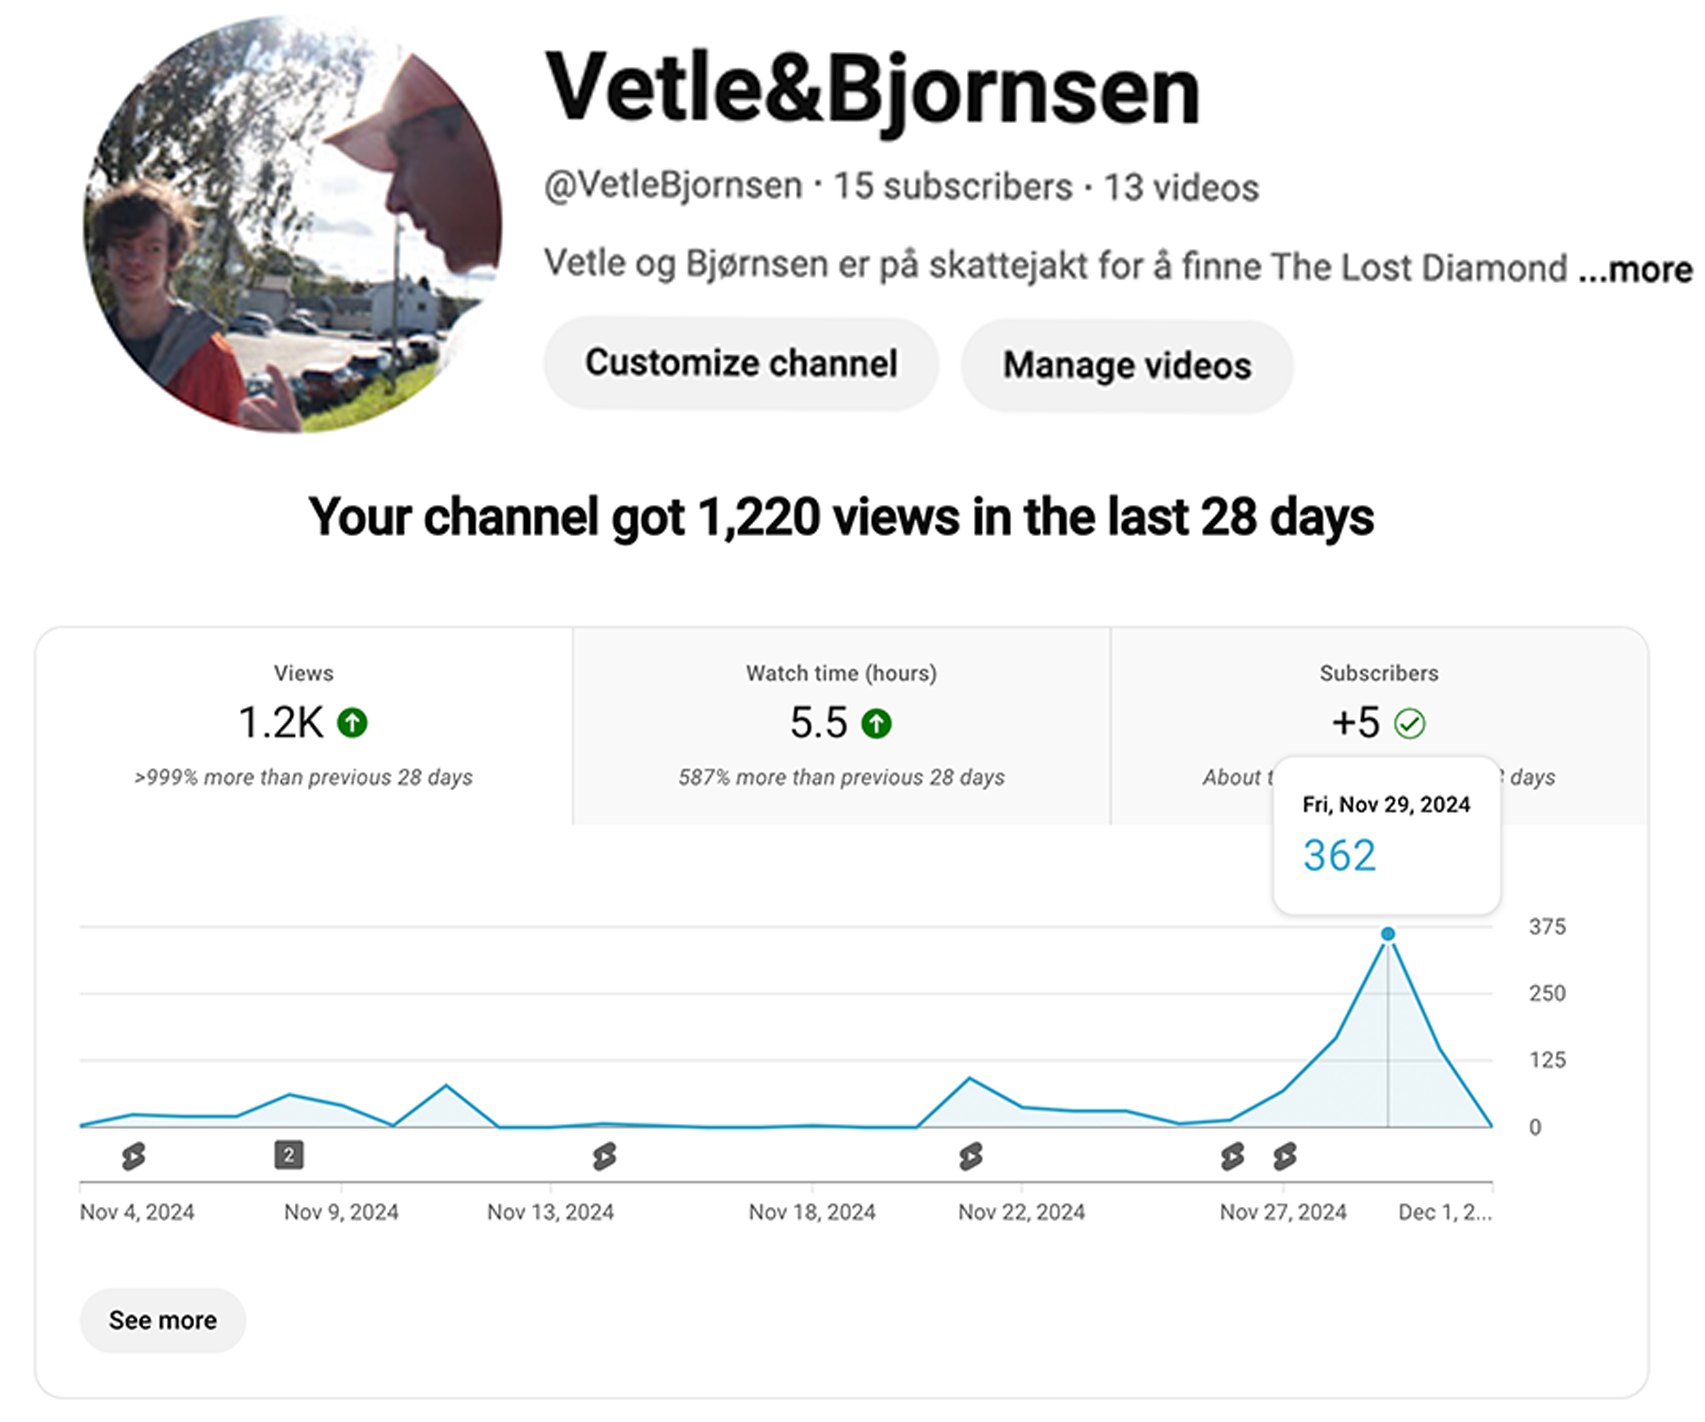 Vetle&Bjornsen
@VetleBjornsen · 15 subscribers · 13 videos
Vetle og Bjørnsen er på skattejakt for å finne The Lost Diamond ...more
Customize channel Manage videos
Your channel got 1,220 views in the last 28 days
Views Watch time (hours) Subscribers
1.2K 5.5 +5
>999% more than previous 28 days 587% more than previous 28 days About days
Fri, Nov 29, 2024
362
375
250
125
0
2
Nov 4, 2024 Nov 9, 2024 Nov 13, 2024 Nov 18, 2024 Nov 22, 2024 Nov 27, 2024 Dec 1, 2...
See more